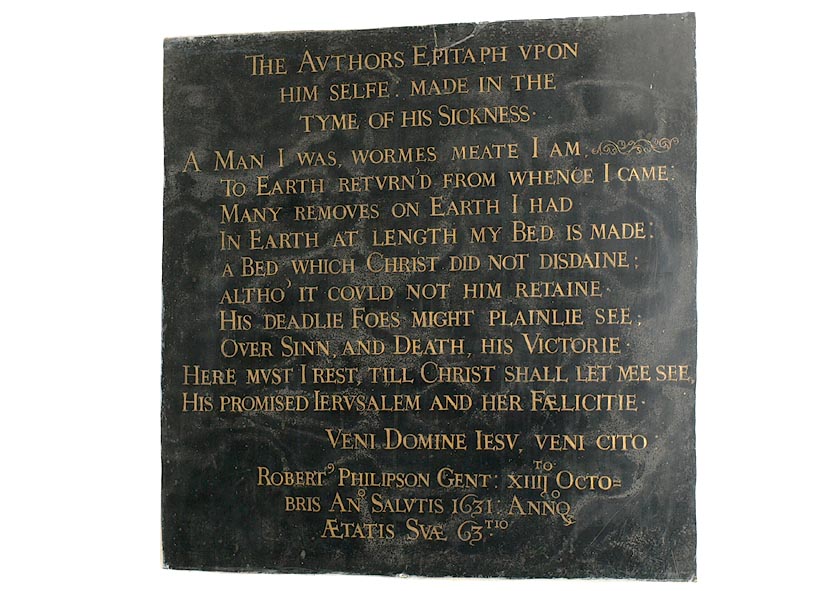 THE AVTHORS EPITAPH VPON
HIM SELFE. MADE IN THE
TYME OF HIS SICKNESS.
A MAN I WAS, WORMES MEATE I AM,
TO EARTH RETVRN'D FROM WHENCE I CAME:
MANY REMOVES ON EARTH I HAD
IN EARTH AT LENGTH MY BED IS MADE:
A BED WHICH CHRIST DID NOT DISDAINE;
ALTHO' IT COVLD NOT HIM RETAINE.
HIS DEADLIE FOES MIGHT PLAINLIE SEE;
OVER SINN, AND DEATH, HIS VICTORIE.
HERE MVST I REST, TILL CHRIST SHALL LET MEE SEE,
HIS PROMISED IERVSALEM AND HER FÆLICITIE.
VENI DOMINE IESV, VENI CITO:
ROBERT' PHILIPSON GENT: XIIIJ TO OCTO=
BRIS ANO SALVTIS 1631: ANNOQ
ÆTATIS SVÆ 63 TIO.